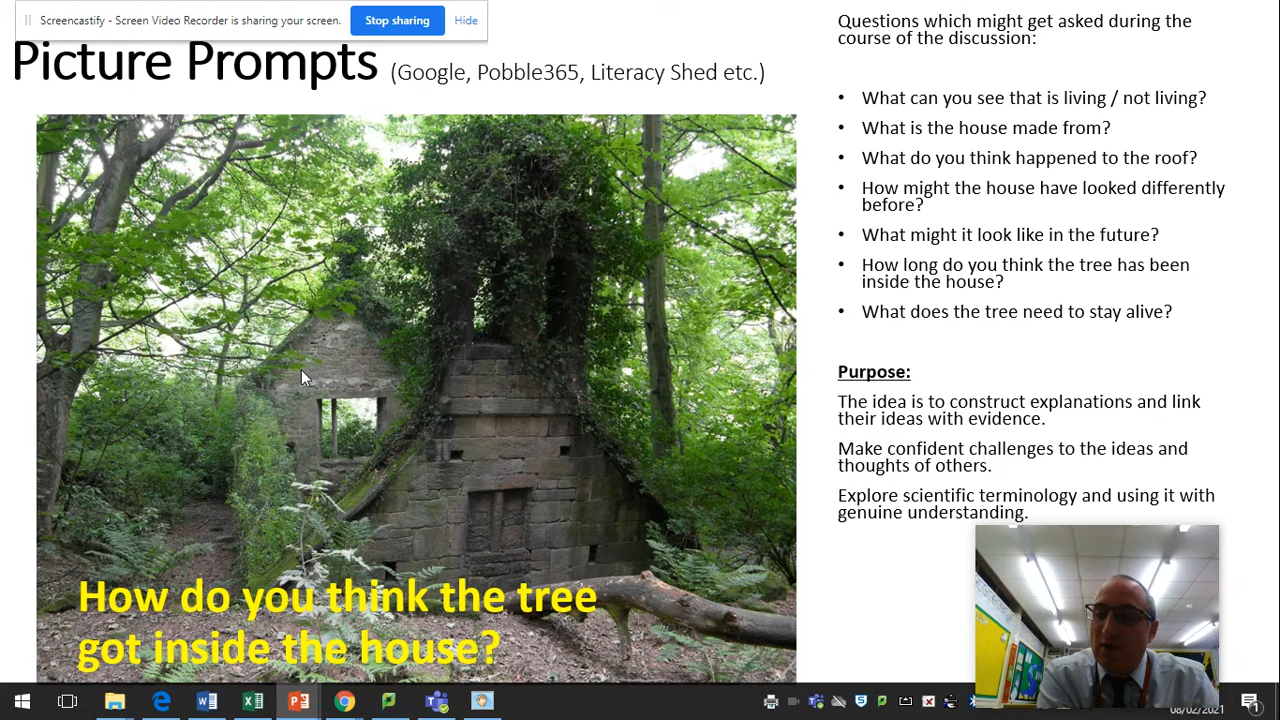 Screencastify - Screen Video Recorder is sharing your screen.
Stop sharing
Hide
Picture Prompts (Google, Pobble365, Literacy Shed etc.)
How do you think the tree
got inside the house?
Questions which might get asked during the
course of the discussion:
• What can you see that is living / not living?
• What is the house made from?
• What do you think happened to the roof?
• How might the house have looked differently
before?
• What might it look like in the future?
• How long do you think the tree has been
inside the house?
• What does the tree need to stay alive?
Purpose:
The idea is to construct explanations and link
their ideas with evidence.
Make confident challenges to the ideas and
thoughts of others.
Explore scientific terminology and using it with
genuine understanding.
08/02/2021